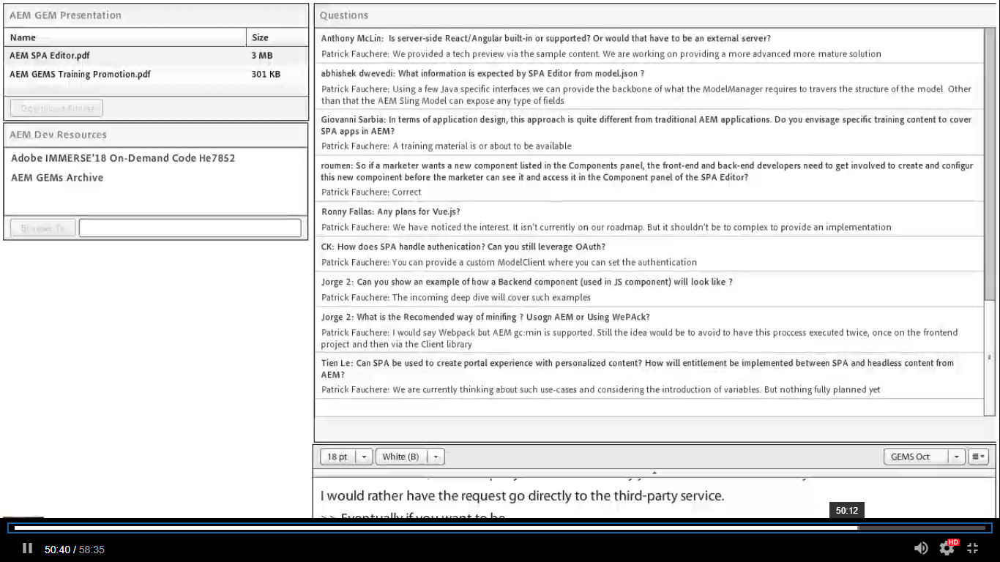 AEM GEM Presentation
Name Size
AEM SPA Editor.pdf 3 MB
AEM GEMS Training Promotion.pdf 301 KB
Download File(s)
AEM Dev Resources
Adobe IMMERSE'18 On-Demand Code He7852
AEM GEMs Archive
Browse To
Questions
Anthony McLin: Is server-side React/Angular built-in or supported? Or would that have to be an external server?
Patrick Fauchere: We provided a tech preview via the sample content. We are working on providing a more advanced more mature solution
abhishek dwevedi: What information is expected by SPA Editor from model.json ?
Patrick Fauchere: Using a few Java specific interfaces we can provide the backbone of what the ModelManager requires to travers the structure of the model. Other
than that the AEM Sling Model can expose any type of fields
Giovanni Sarbia: In terms of application design, this approach is quite different from traditional AEM applications. Do you envisage specific training content to cover
SPA apps in AEM?
Patrick Fauchere: A training material is or about to be available
roumen: So if a marketer wants a new component listed in the Components panel, the front-end and back-end developers need to get involved to create and configur
this new compoinent before the marketer can see it and access it in the Component panel of the SPA Editor?
Patrick Fauchere: Correct
Ronny Fallas: Any plans for Vue.js?
Patrick Fauchere: We have noticed the interest. It isn't currently on our roadmap. But it shouldn't be to complex to provide an implementation
CK: How does SPA handle authenication? Can you still leverage OAuth?
Patrick Fauchere: You can provide a custom ModelClient where you can set the authentication
Jorge 2: Can you show an example of how a Backend component (used in JS component) will look like ?
Patrick Fauchere: The incoming deep dive will cover such examples
Jorge 2: What is the Recomended way of minifing ? Usogn AEM or Using WePAck?
Patrick Fauchere: I would say Webpack but AEM gc:min is supported. Still the idea would be to avoid to have this proccess executed twice, once on the frontend
project and then via the Client library
Tien Le: Can SPA be used to create portal experience with personalized content? How will entitlement be implemented between SPA and headless content from
AEM?
Patrick Fauchere: We are currently thinking about such use-cases and considering the introduction of variables. But nothing fully planned yet
18 pt White (B) GEMS Oct
I would rather have the request go directly to the third-party service.
>> Eventually if you want to be
50:12
50:40 / 58:35 HD